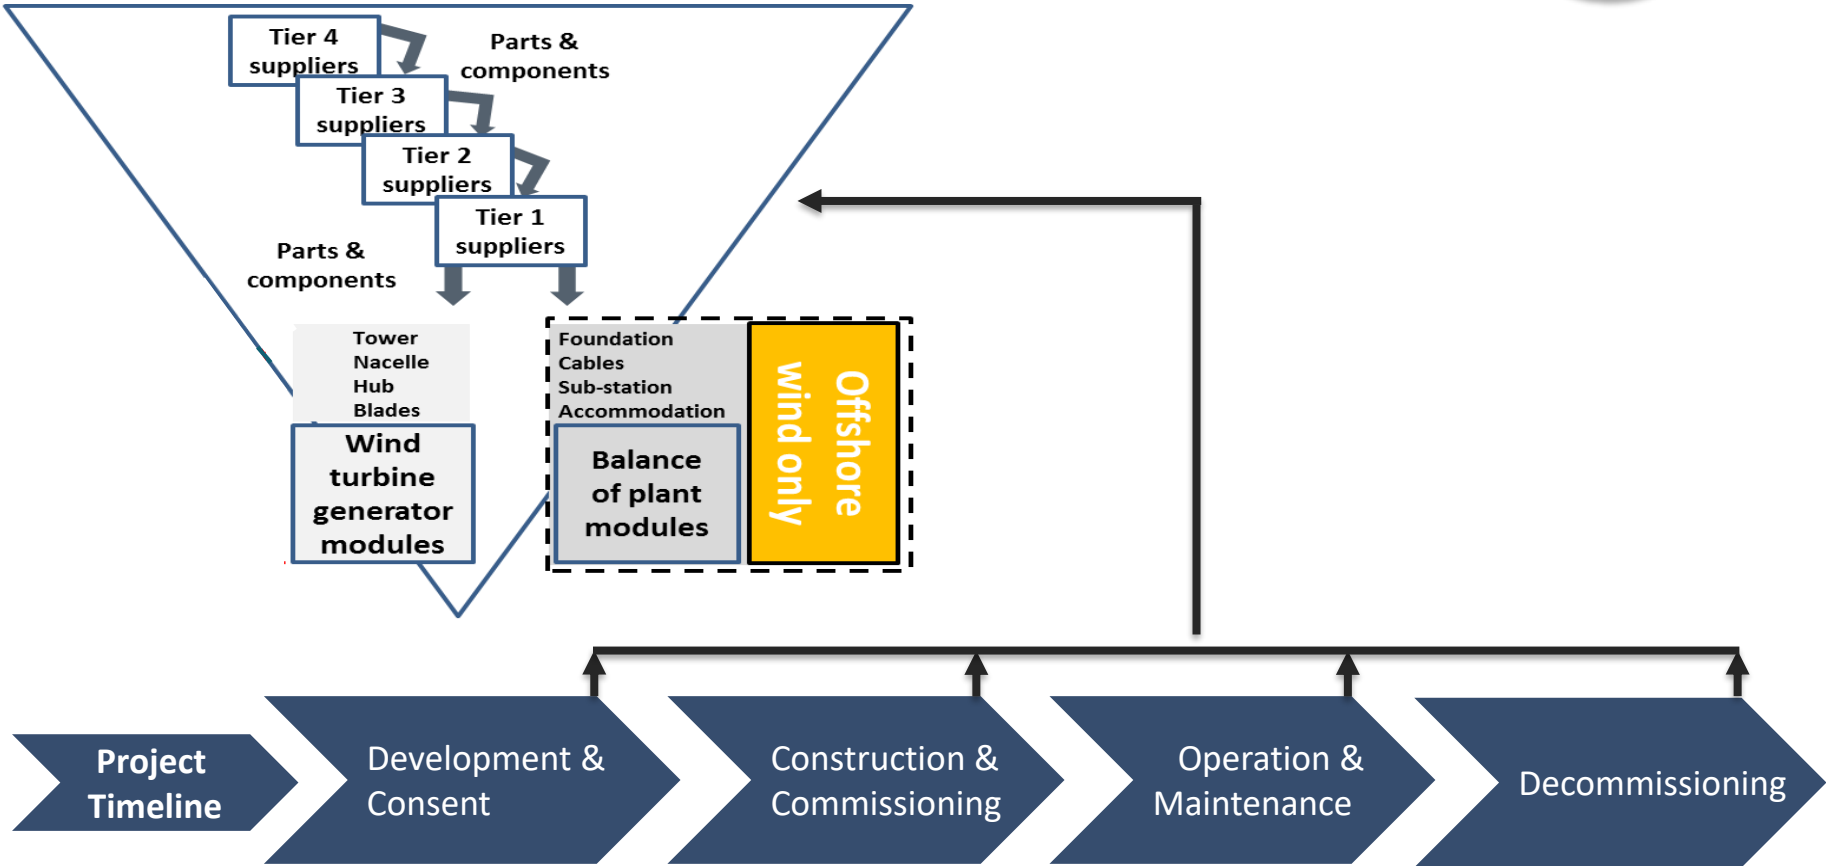 Tier 4
suppliers
Parts &
components
Tier 3
suppliers
Tier 2
suppliers
Tier 1
suppliers
Parts &
components
Tower
Nacelle
Hub
Blades
Wind
turbine
generator
modules
Foundation
Cables
Sub-station
Accommodation
Balance
of plant
modules
Offshore
wind only
Project
Timeline
Development &
Consent
Construction &
Commissioning
Operation &
Maintenance
Decommissioning